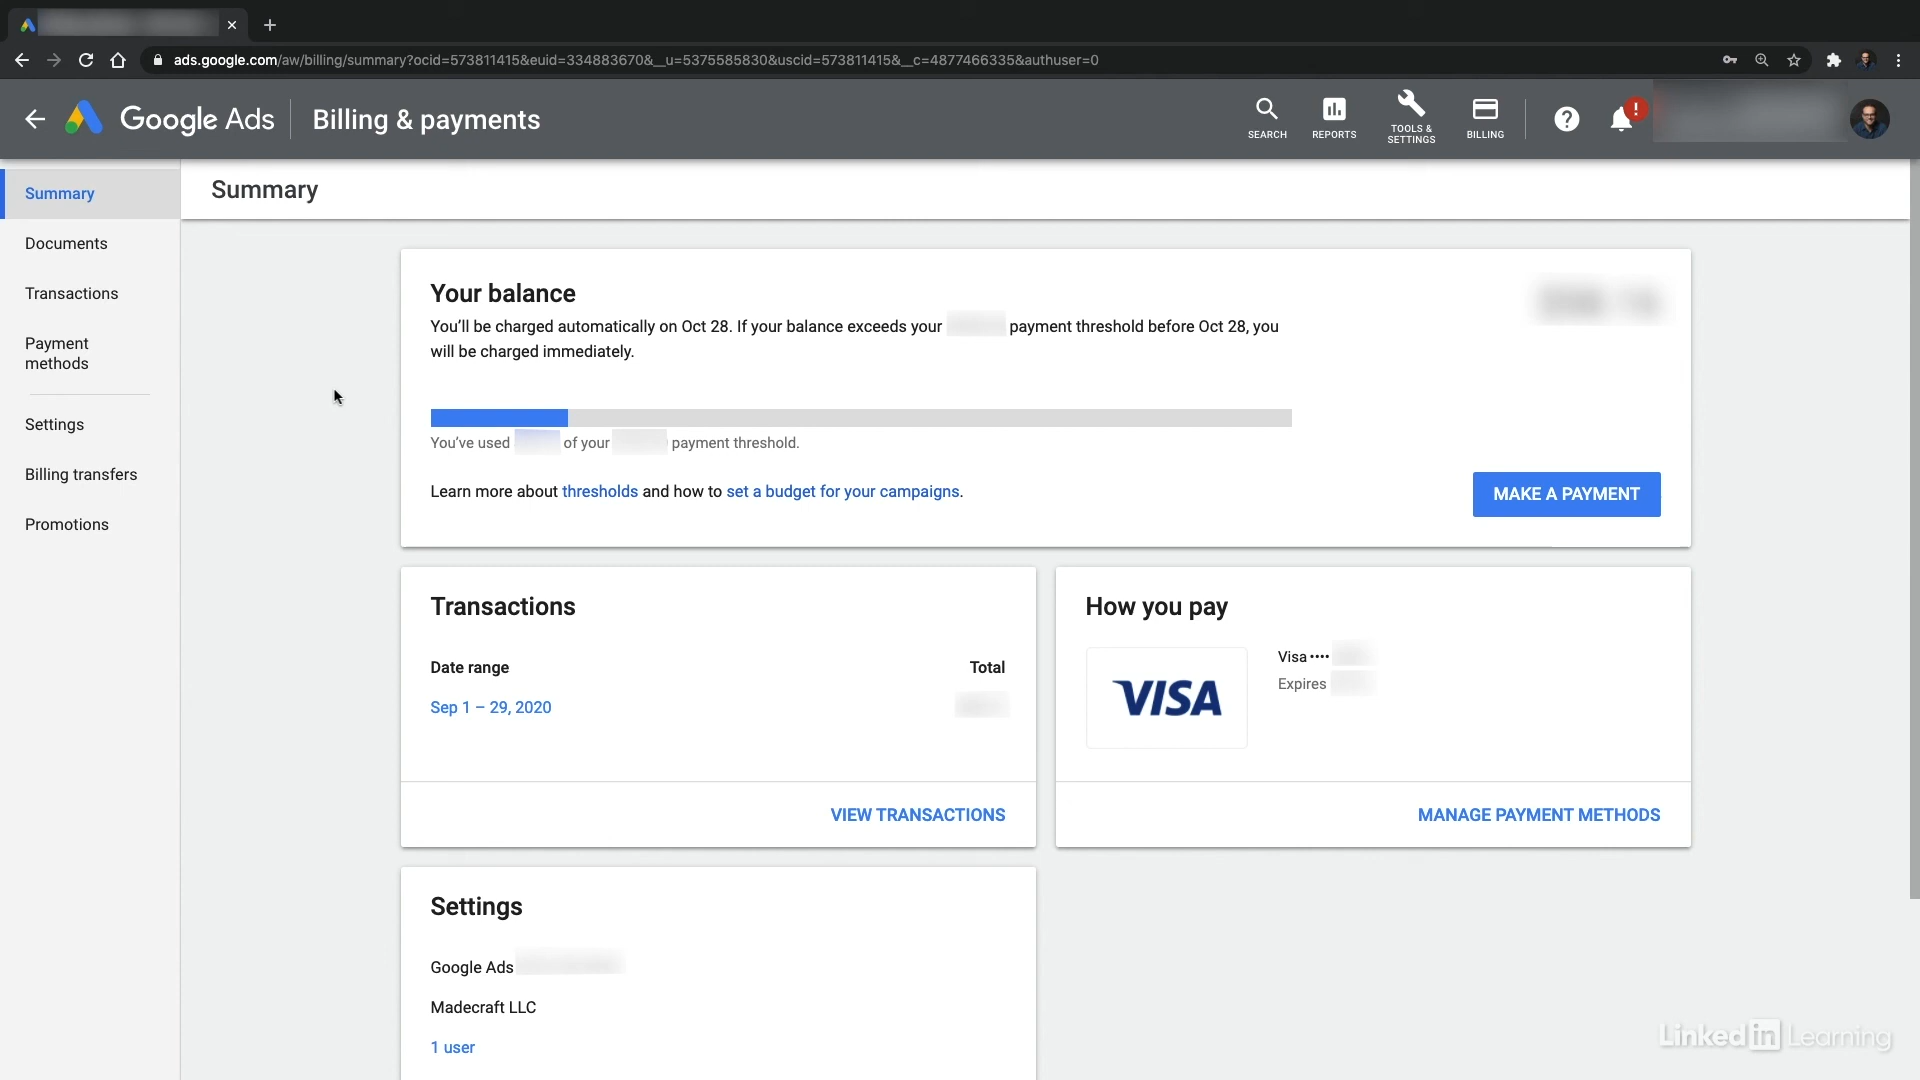 ads.google.com/aw/billing/summary?ocid=573811415&euid=334883670&__u=5375585830&uscid=573811415&__c=4877466335&authuser=0
Google Ads
Billing & payments
SEARCH
REPORTS
TOOLS &
SETTINGS
BILLING
Summary
Documents
Transactions
Payment
methods
Settings
Billing transfers
Promotions
Summary
Your balance
You'll be charged automatically on Oct 28. If your balance exceeds your payment threshold before Oct 28, you
will be charged immediately.
You've used of your payment threshold.
Learn more about thresholds and how to set a budget for your campaigns.
MAKE A PAYMENT
Transactions
Date range
Total
Sep 1 – 29, 2020
VIEW TRANSACTIONS
How you pay
VISA
Visa ••••
Expires
MANAGE PAYMENT METHODS
Settings
Google Ads
Madecraft LLC
1 user
Linked in Learning